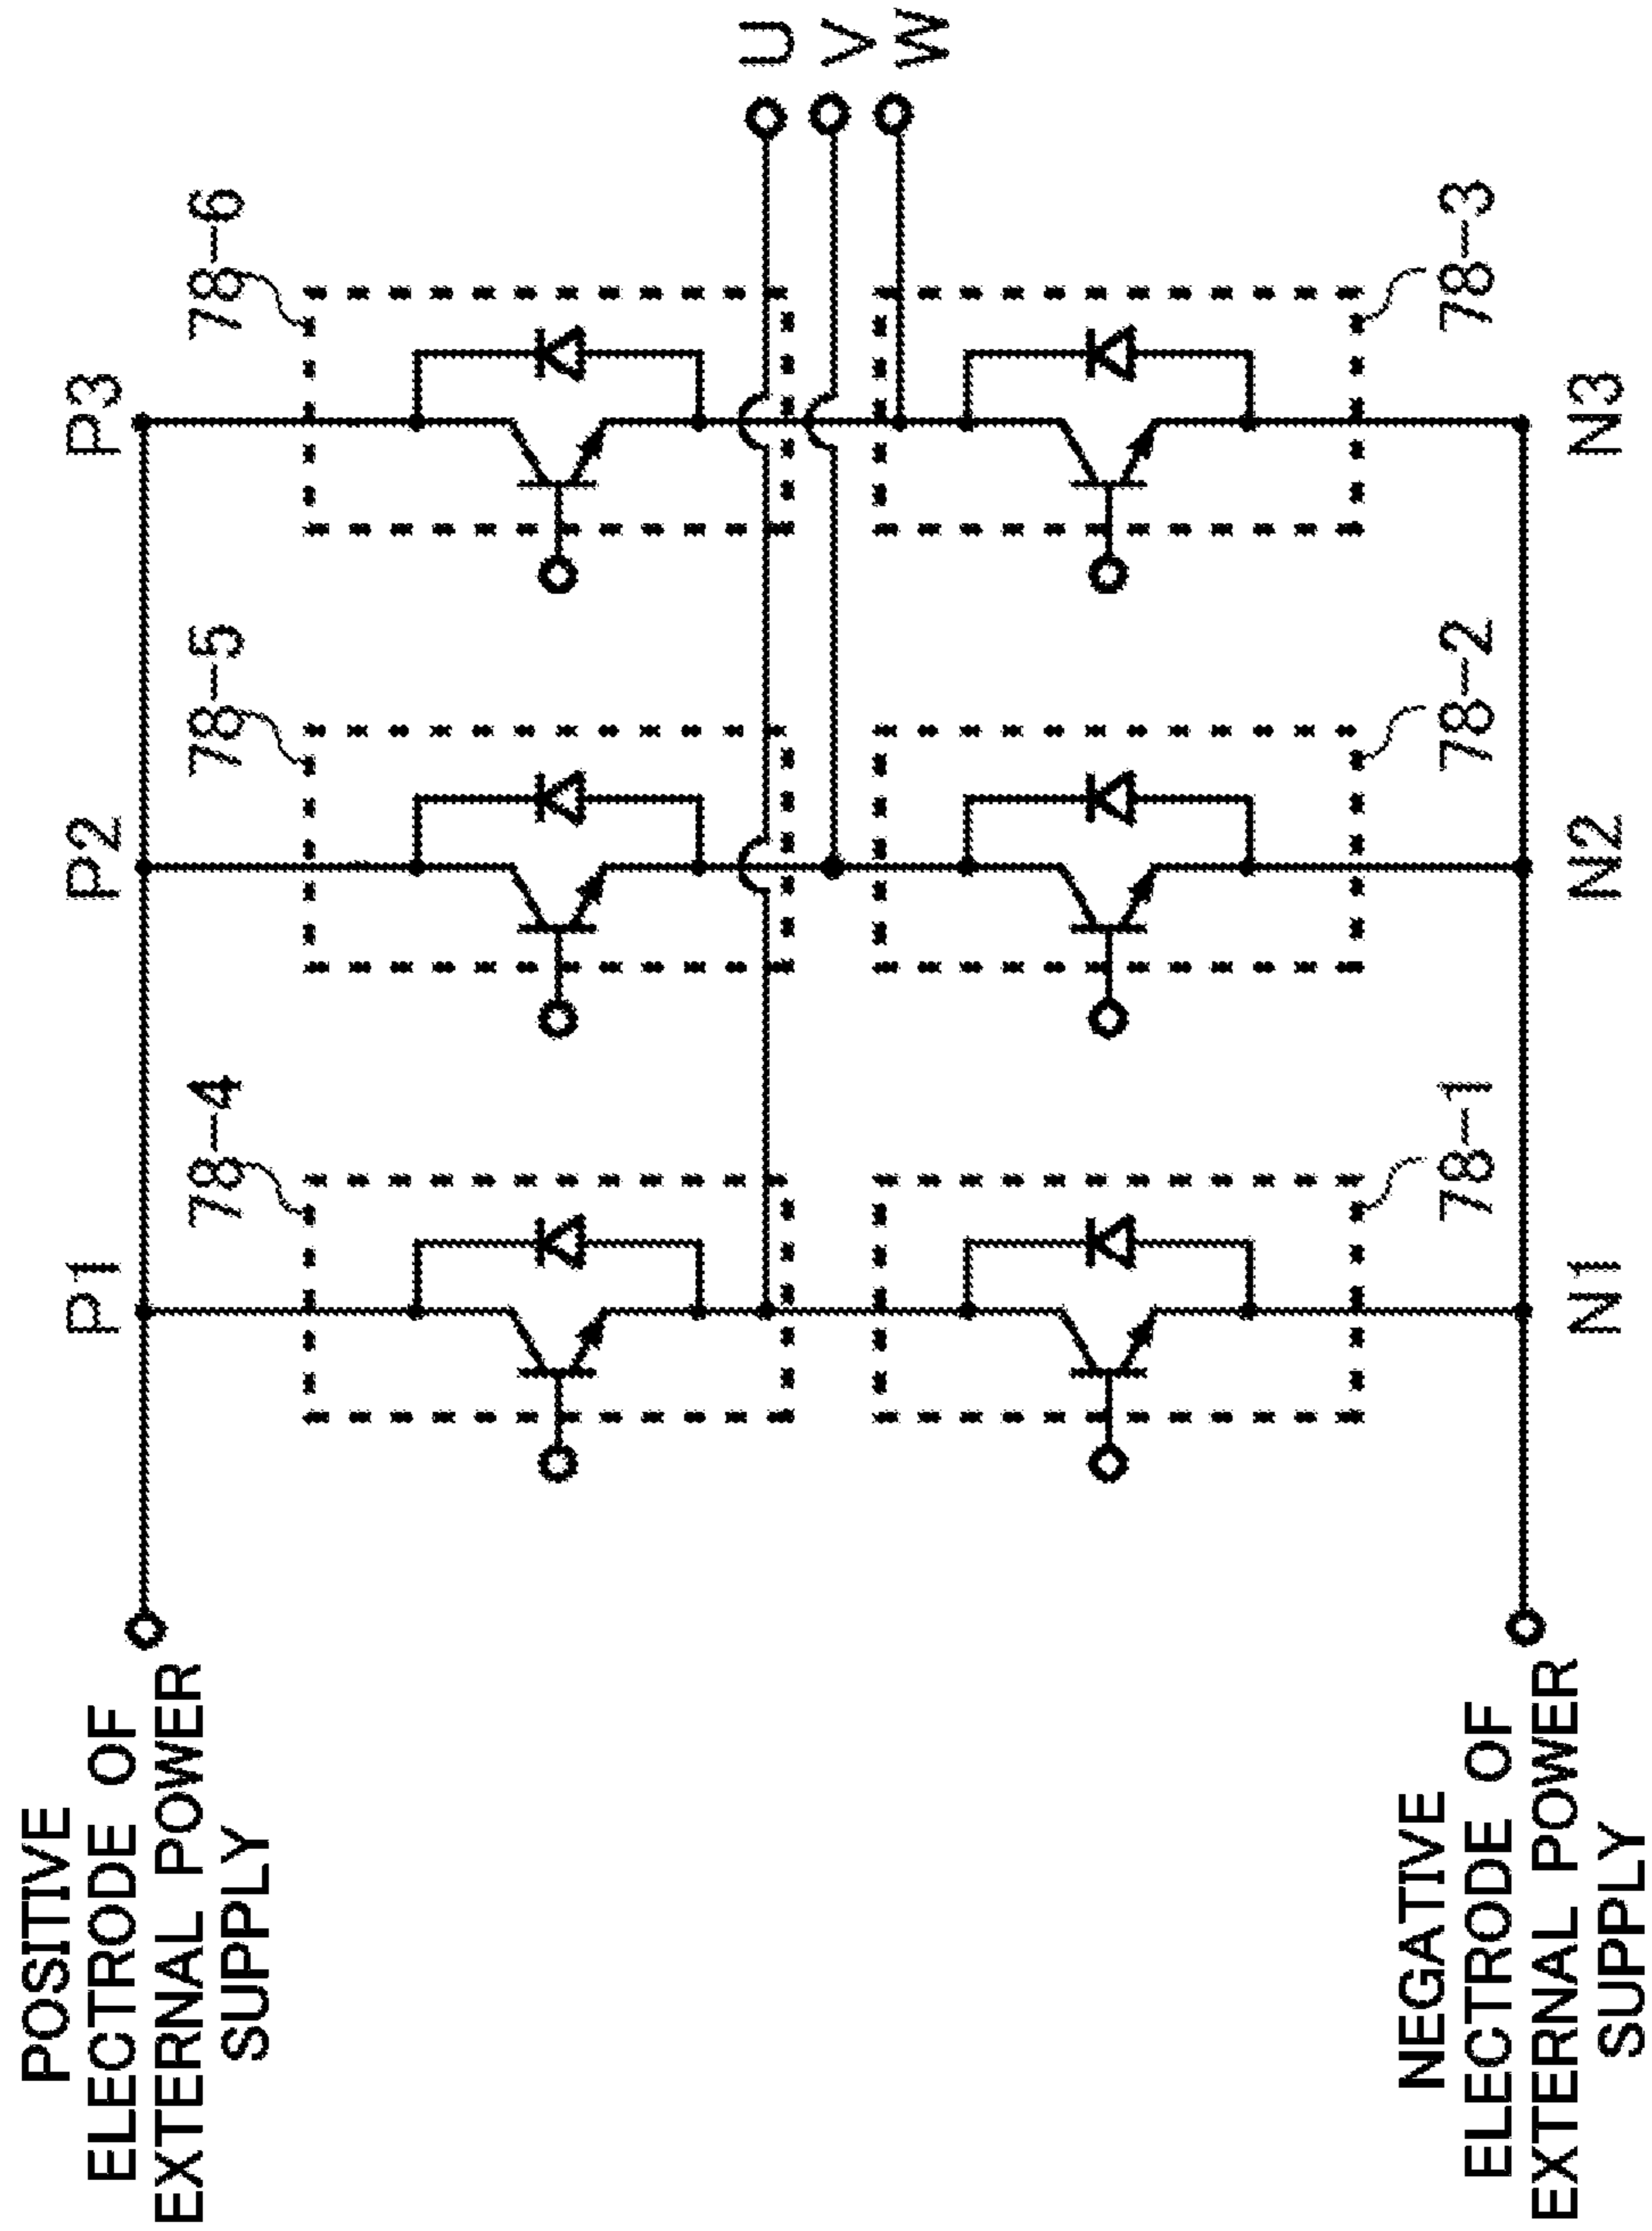 POSITIVE
ELECTRODE OF
EXTERNAL POWER
SUPPLY
P1
P2
P3
78-4
78-5
78-6
U
V
W
78-1
78-2
78-3
N1
N2
N3
NEGATIVE
ELECTRODE OF
EXTERNAL POWER
SUPPLY